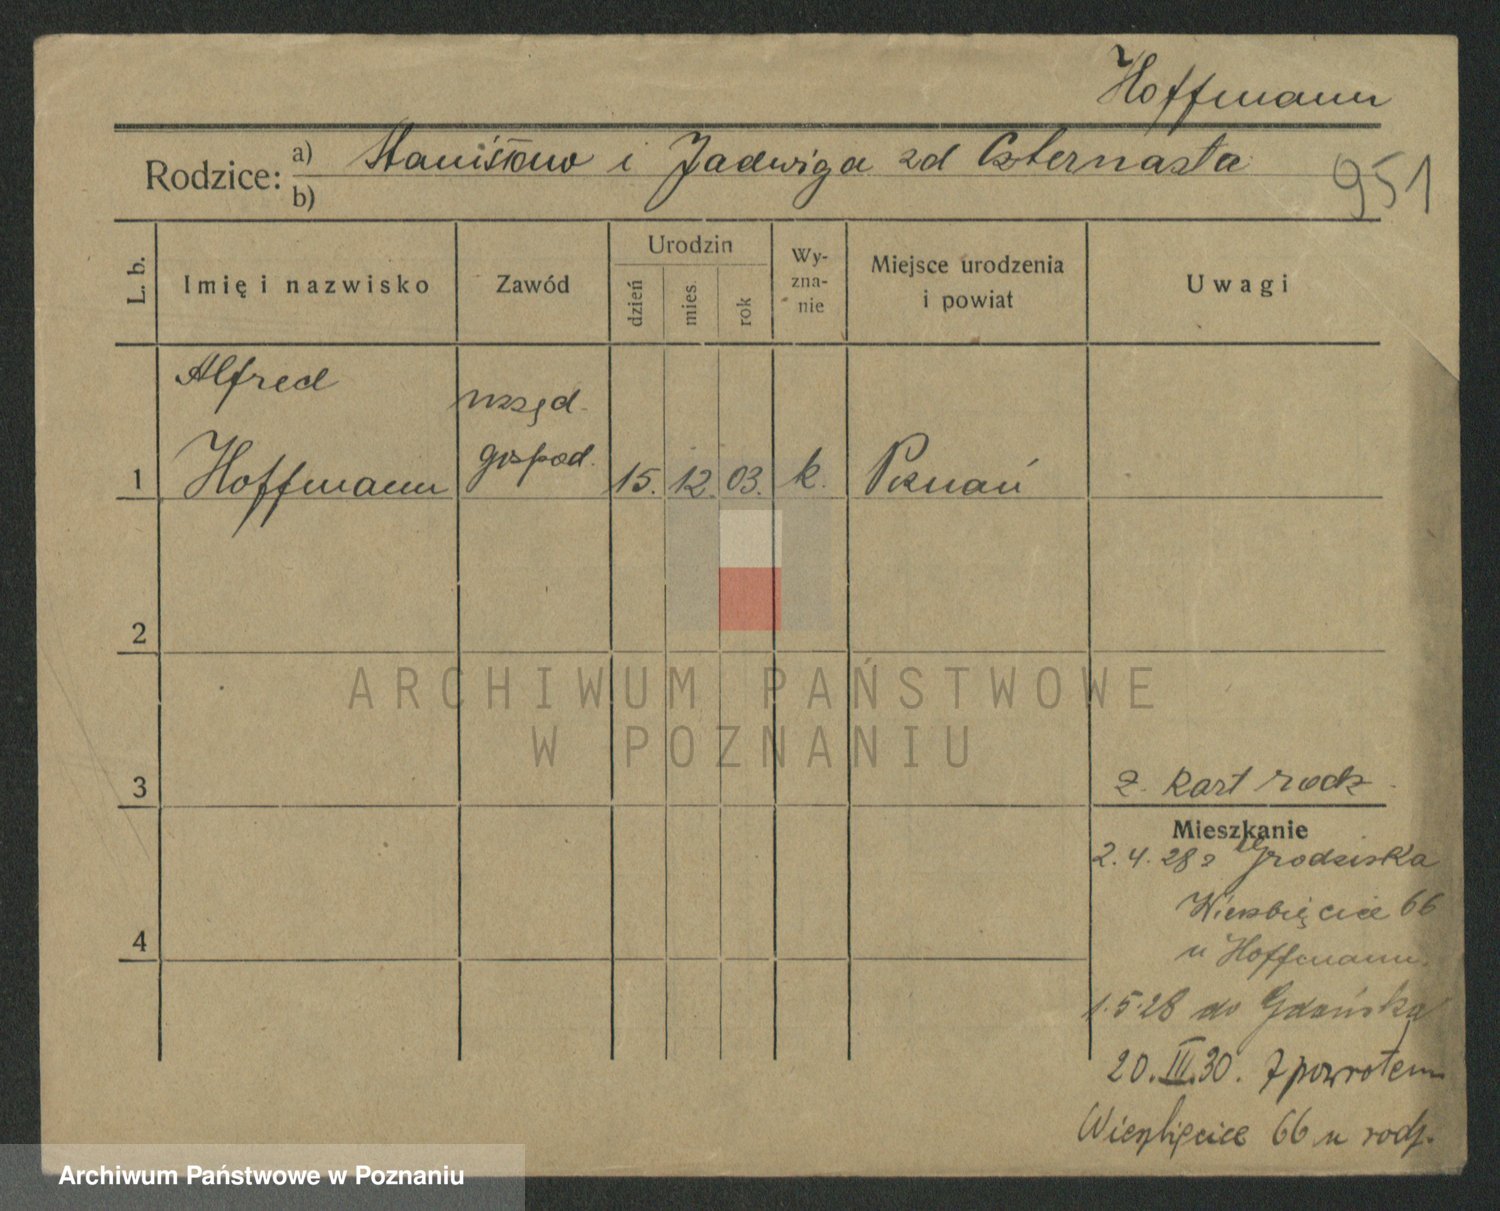 Hoffmann
Rodzice: a) Stanisław i Jadwiga zd Czternasta
b)
951
L. b.
Imię i nazwisko
Zawód
Urodzin
dzień
mies.
rok
Wy-
zna-
nie
Miejsce urodzenia
i powiat
Uwagi
Alfred
urzęd.
gospod.
1 Hoffmann 15. 12. 03. k. Poznań
2
ARCHIWUM PAŃSTWOWE
W POZNANIU
z. kart rodz.
3
Mieszkanie
2.4.28 z Grodziska
Wierzbięcice 66
u Hoffmann.
4
1.5.28 do Gdańska
20.III.30. z powrotem
Wierzbięcice 66 u rodz.
Archiwum Państwowe w Poznaniu